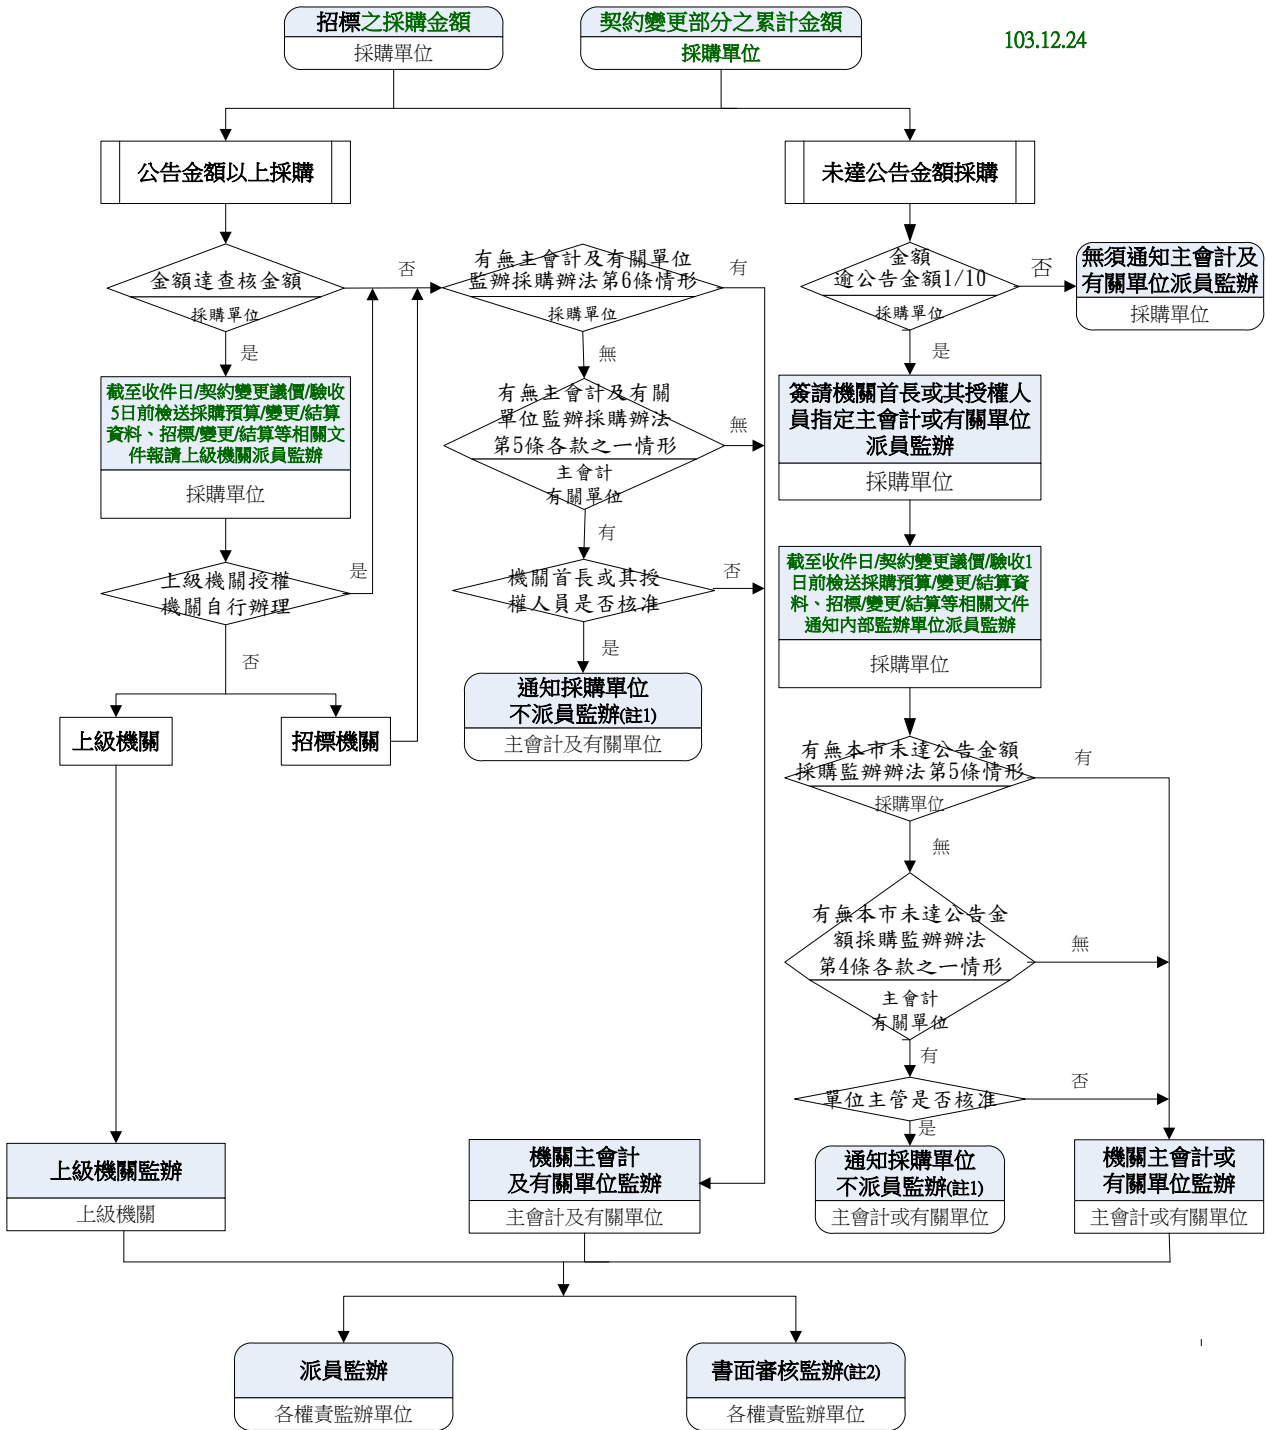 招標之採購金額
採購單位
契約變更部分之累計金額
採購單位
103.12.24
公告金額以上採購
未達公告金額採購
金額達查核金額
採購單位
否
是
有無主會計及有關單位
監辦採購辦法第6條情形
採購單位
有
無
金額
逾公告金額1/10
採購單位
否
是
無須通知主會計及
有關單位派員監辦
採購單位
截至收件日/契約變更議價/驗收
5日前檢送採購預算/變更/結算
資料、招標/變更/結算等相關文
件報請上級機關派員監辦
採購單位
有無主會計及有關
單位監辦採購辦法
第5條各款之一情形
主會計
有關單位
無
有
簽請機關首長或其授權人
員指定主會計或有關單位
派員監辦
採購單位
上級機關授權
機關自行辦理
是
否
機關首長或其授
權人員是否核准
否
是
截至收件日/契約變更議價/驗收1
日前檢送採購預算/變更/結算資
料、招標/變更/結算等相關文件
通知內部監辦單位派員監辦
採購單位
上級機關
招標機關
通知採購單位
不派員監辦(註1)
主會計及有關單位
有無本市未達公告金額
採購監辦辦法第5條情形
採購單位
有
無
有無本市未達公告金
額採購監辦辦法
第4條各款之一情形
主會計
有關單位
無
有
單位主管是否核准
否
是
上級機關監辦
上級機關
機關主會計
及有關單位監辦
主會計及有關單位
通知採購單位
不派員監辦(註1)
主會計或有關單位
機關主會計或
有關單位監辦
主會計或有關單位
派員監辦
各權責監辦單位
書面審核監辦(註2)
各權責監辦單位